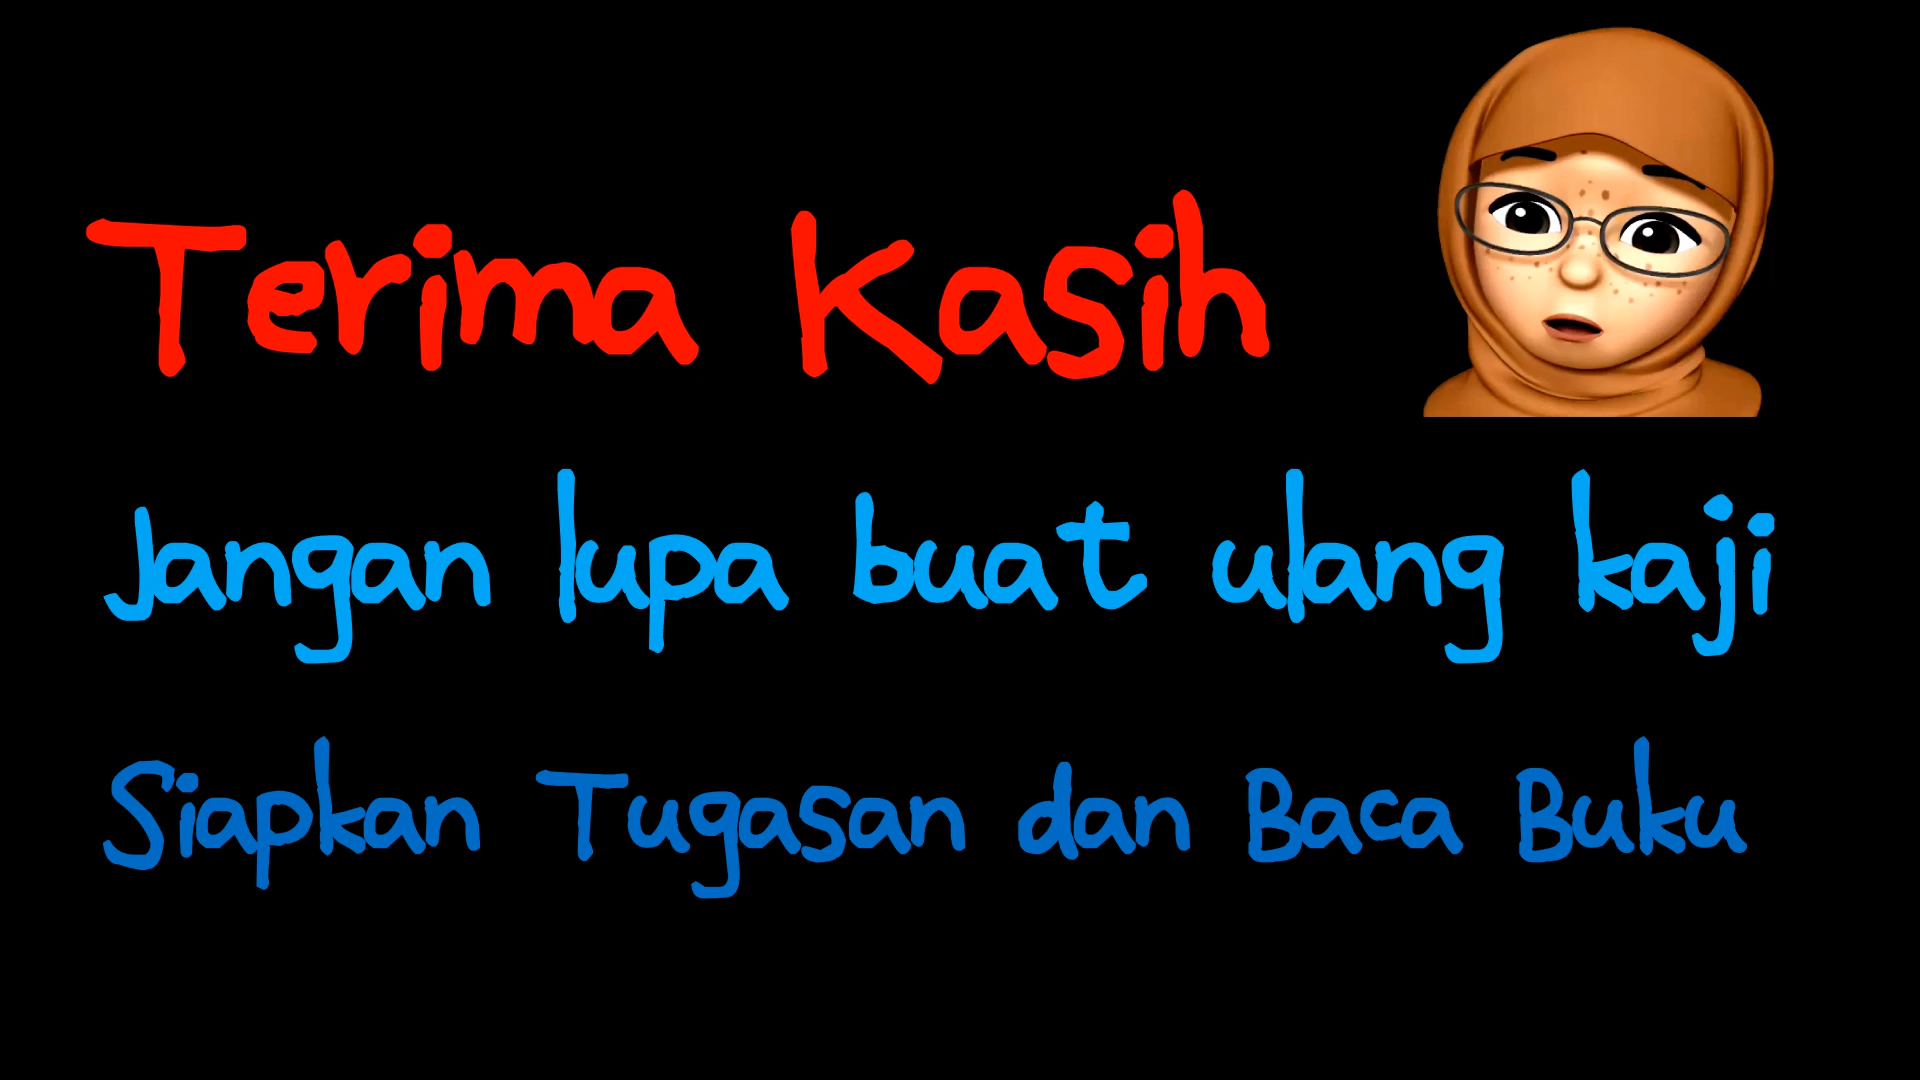 Terima Kasih
Jangan lupa buat ulang kaji
Siapkan Tugasan dan Baca Buku